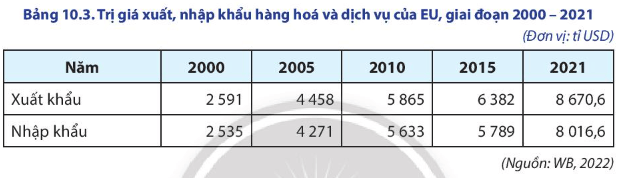 Bảng 10.3. Trị giá xuất, nhập khẩu hàng hoá và dịch vụ của EU, giai đoạn 2000 – 2021
(Đơn vị: tỉ USD)
Năm 2000 2005 2010 2015 2021
Xuất khẩu 2 591 4 458 5 865 6 382 8 670,6
Nhập khẩu 2 535 4 271 5 633 5 789 8 016,6
(Nguồn: WB, 2022)